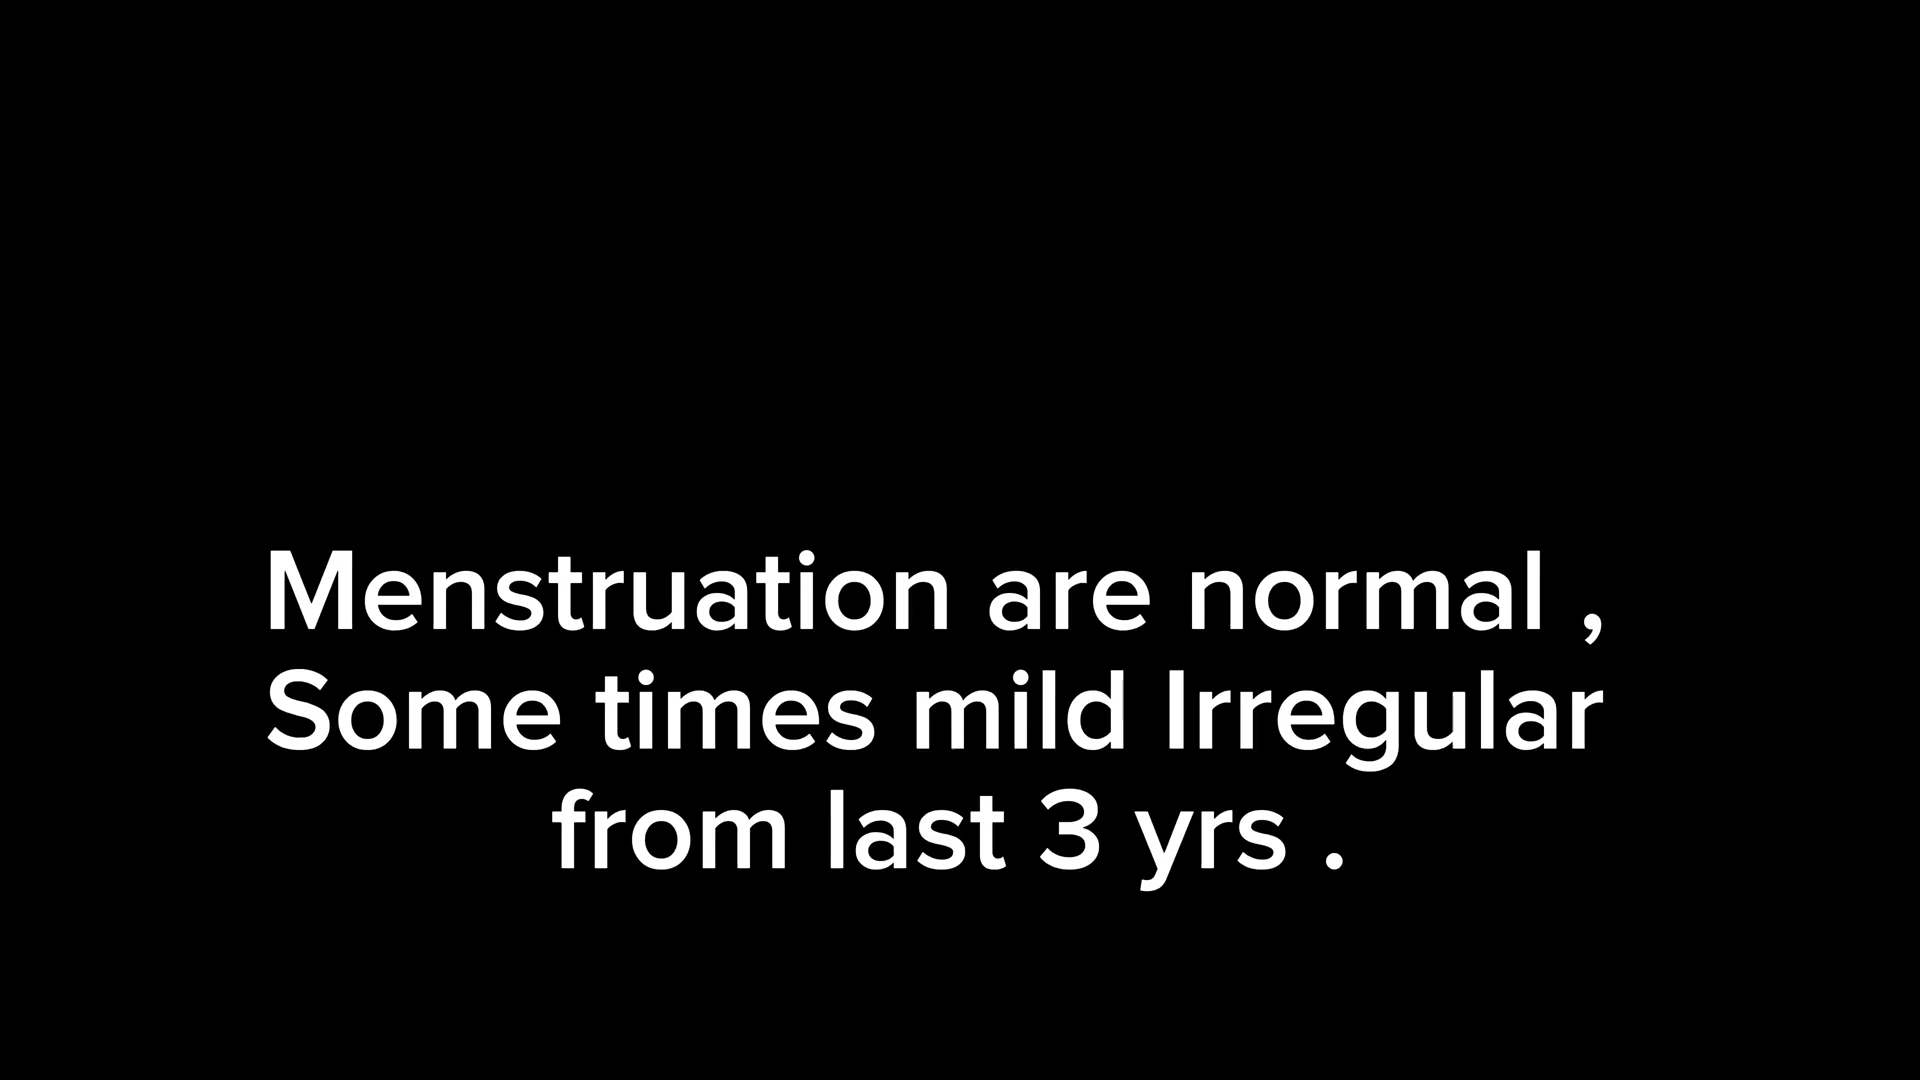 Menstruation are normal ,
Some times mild Irregular
from last 3 yrs .